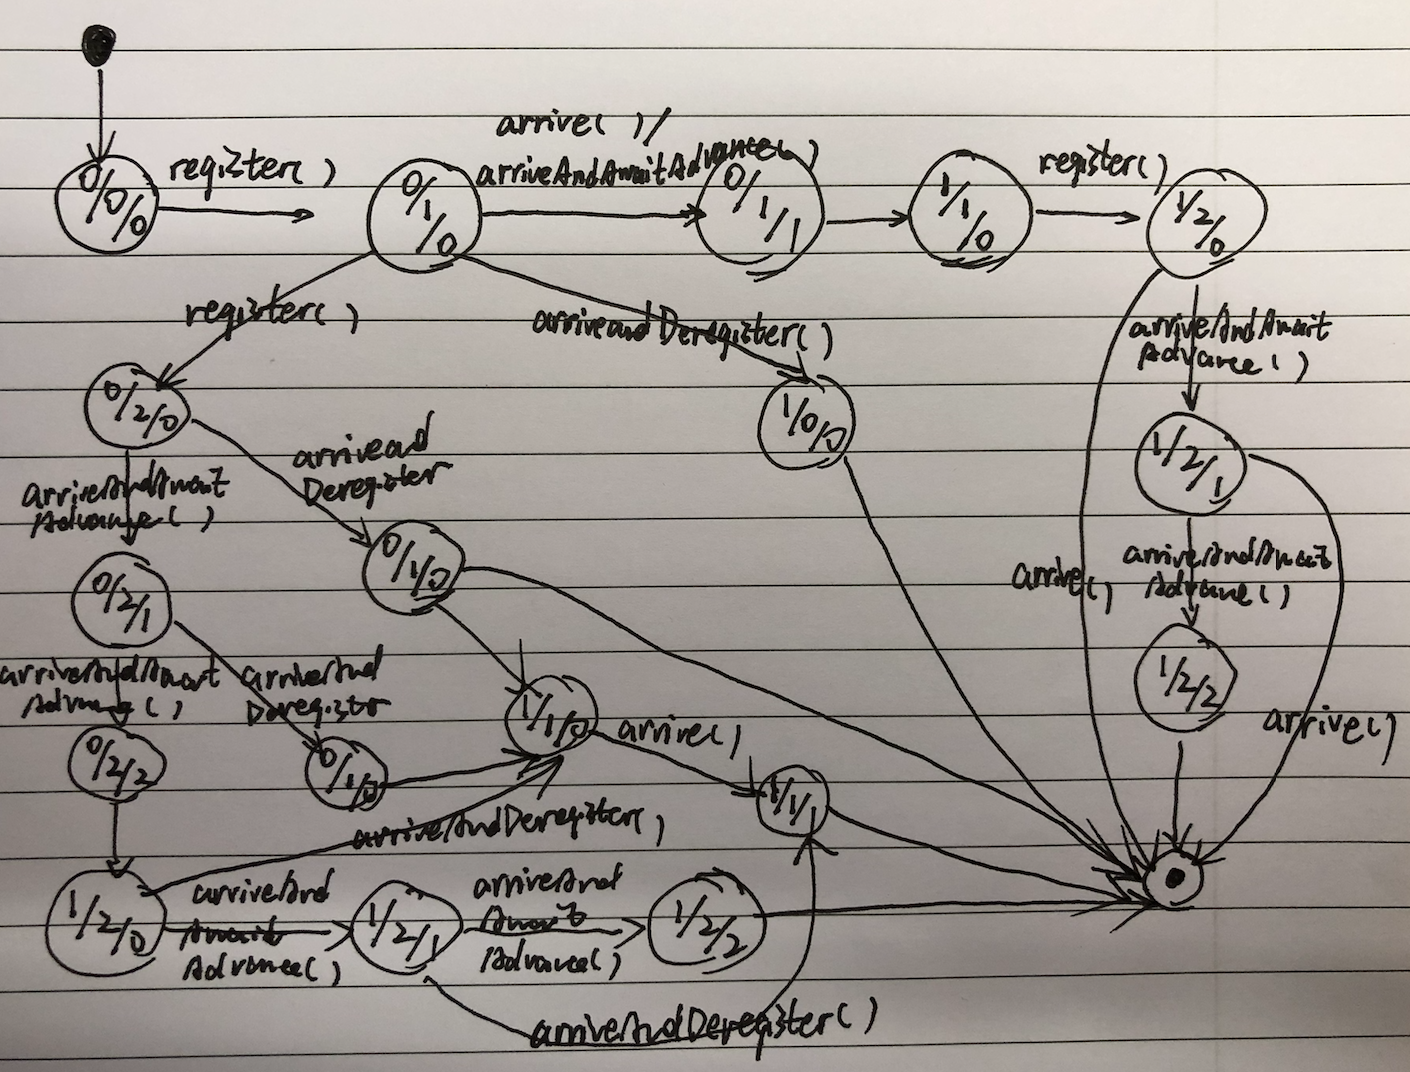 arrive( )/
register( )
arriveAndAwaitAdvance( )
register( )
0/0/0
0/1/0
0/1/1
1/1/0
1/2/0
register( )
arriveandDeregister( )
arriveAndAwait
Advance( )
0/2/0
1/0/0
arriveand
Deregister
1/2/1
arriveAndAwait
Advance( )
0/1/0
arriveAndAwait
Advance( )
arrive( )
0/2/1
arriveAndAwait
Advance( )
arriveAnd
Deregister
1/2/2
1/1/0
arrive( )
arrive( )
0/2/2
0/1/0
1/1/1
arriveAndDeregister( )
1/2/0
arriveAnd
Await
Advance( )
1/2/1
arriveAnd
Await
Advance( )
1/2/2
arriveAndDeregister( )